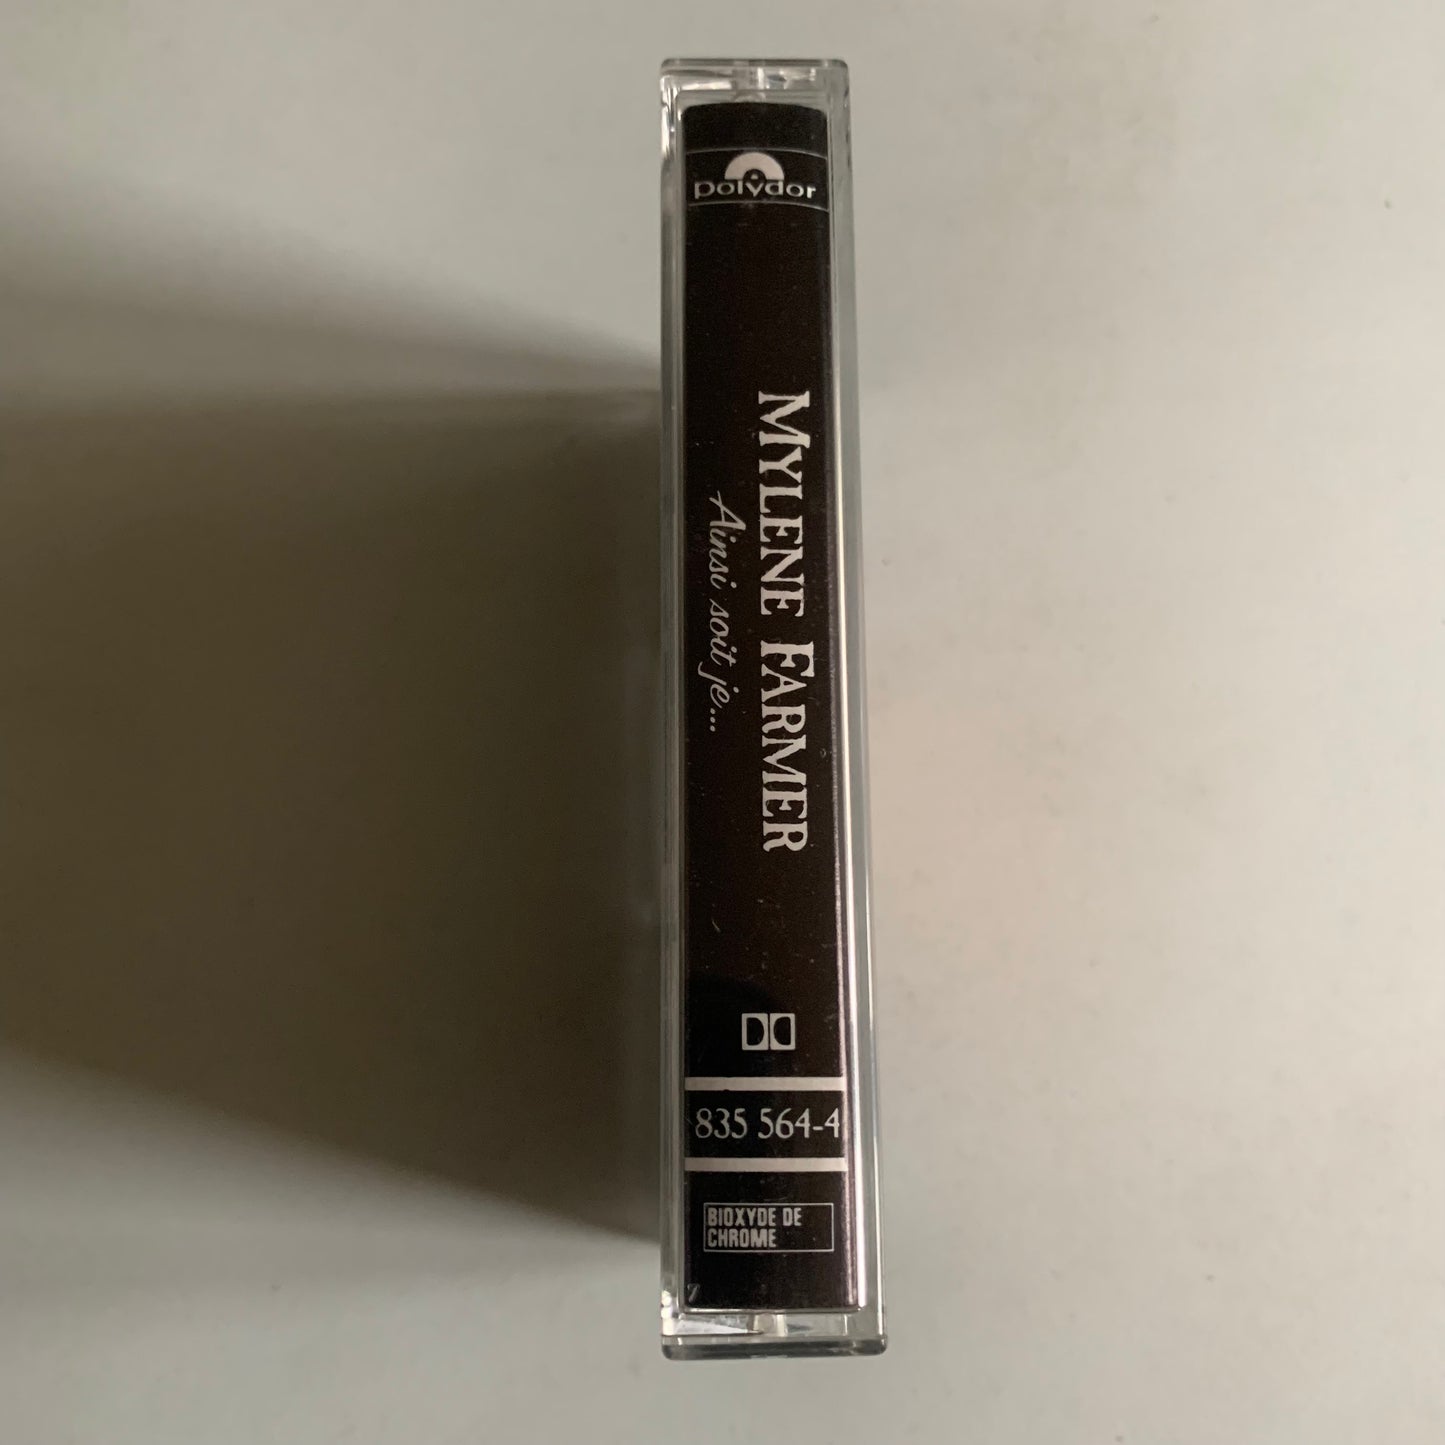 polydor
MYLENE FARMER
Ainsi soit je...
835 564-4
BIOXYDE DE
CHROME